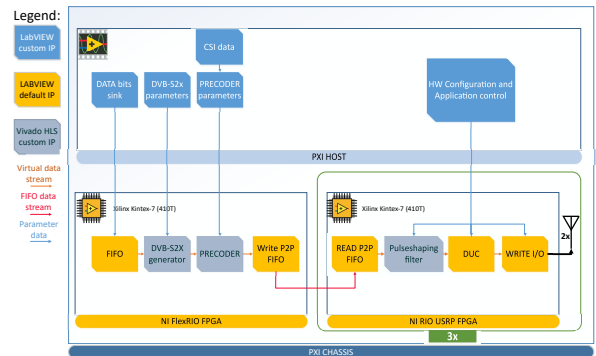 Legend:
LabVIEW
custom IP
LABVIEW
default IP
Vivado HLS
custom IP
Virtual data
stream
FIFO data
stream
Parameter
data
CSI data
DATA bits
sink
DVB-S2x
parameters
PRECODER
parameters
HW Configuration and
Application control
PXI HOST
Xilinx Kintex-7 (410T)
FIFO
DVB-S2X
generator
PRECODER
Write P2P
FIFO
NI FlexRIO FPGA
Xilinx Kintex-7 (410T)
READ P2P
FIFO
Pulseshaping
filter
DUC
WRITE I/O
2x
NI RIO USRP FPGA
3x
PXI CHASSIS